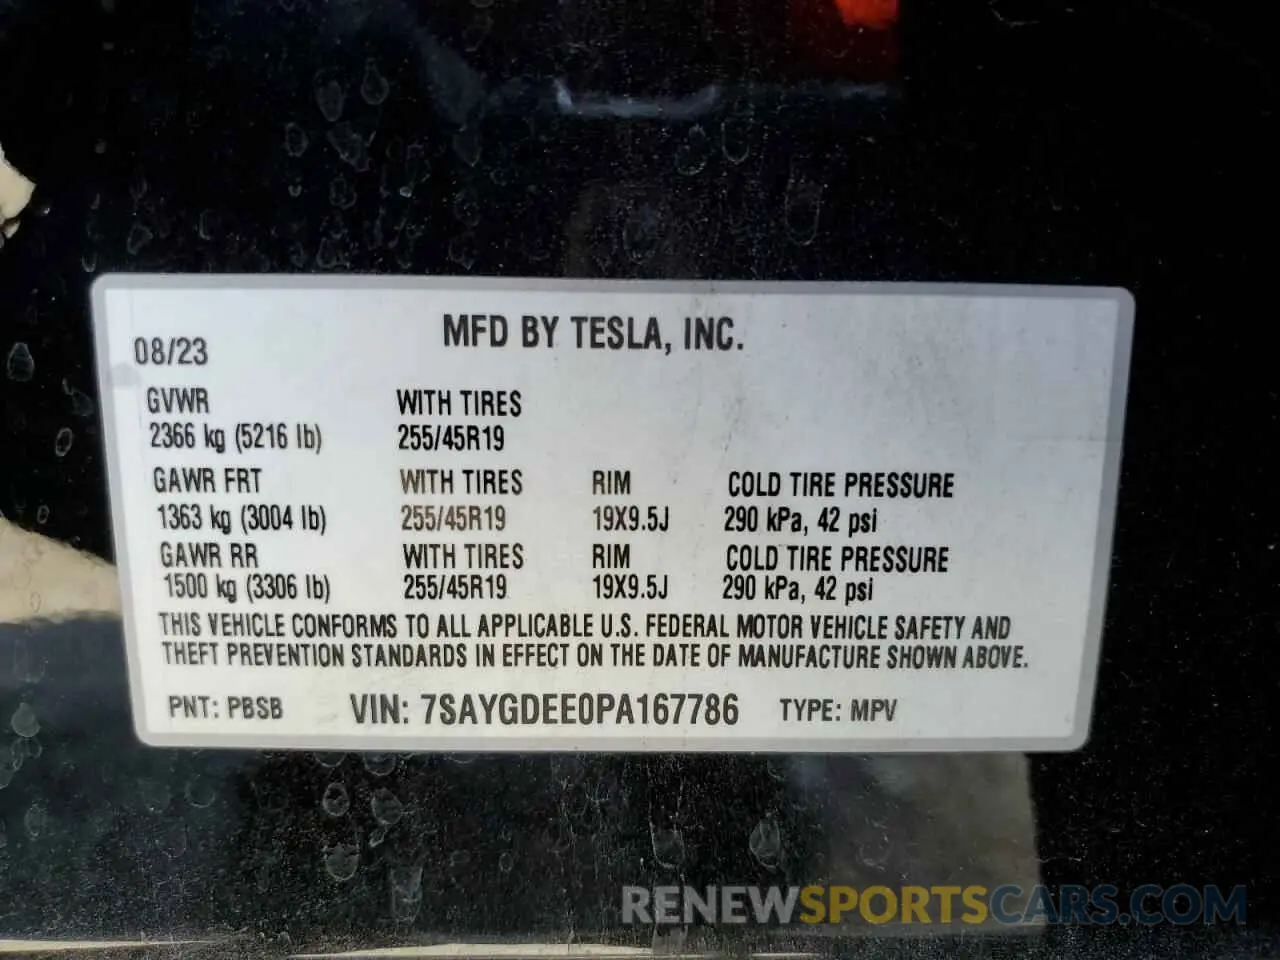 MFD BY TESLA, INC.
08/23
GVWR WITH TIRES
2366 kg (5216 lb) 255/45R19
GAWR FRT WITH TIRES RIM COLD TIRE PRESSURE
1363 kg (3004 lb) 255/45R19 19X9.5J 290 kPa, 42 psi
GAWR RR WITH TIRES RIM COLD TIRE PRESSURE
1500 kg (3306 lb) 255/45R19 19X9.5J 290 kPa, 42 psi
THIS VEHICLE CONFORMS TO ALL APPLICABLE U.S. FEDERAL MOTOR VEHICLE SAFETY AND
THEFT PREVENTION STANDARDS IN EFFECT ON THE DATE OF MANUFACTURE SHOWN ABOVE.
PNT: PBSB VIN: 7SAYGDEE0PA167786 TYPE: MPV
RENEWSPORTSCARS.COM